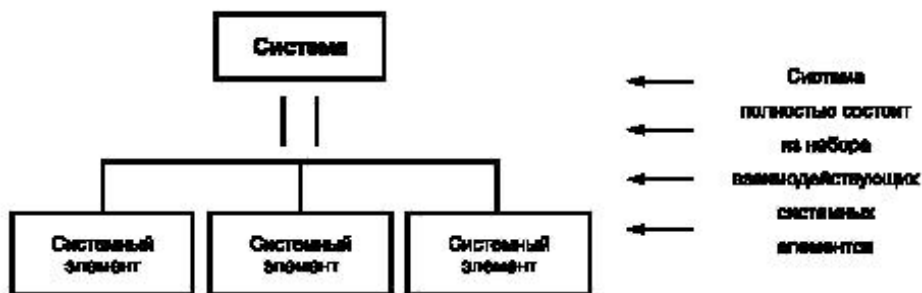 Система
Система
полностью состоит
из набора
взаимодействующих
системных
элементов
Системный
элемент
Системный
элемент
Системный
элемент